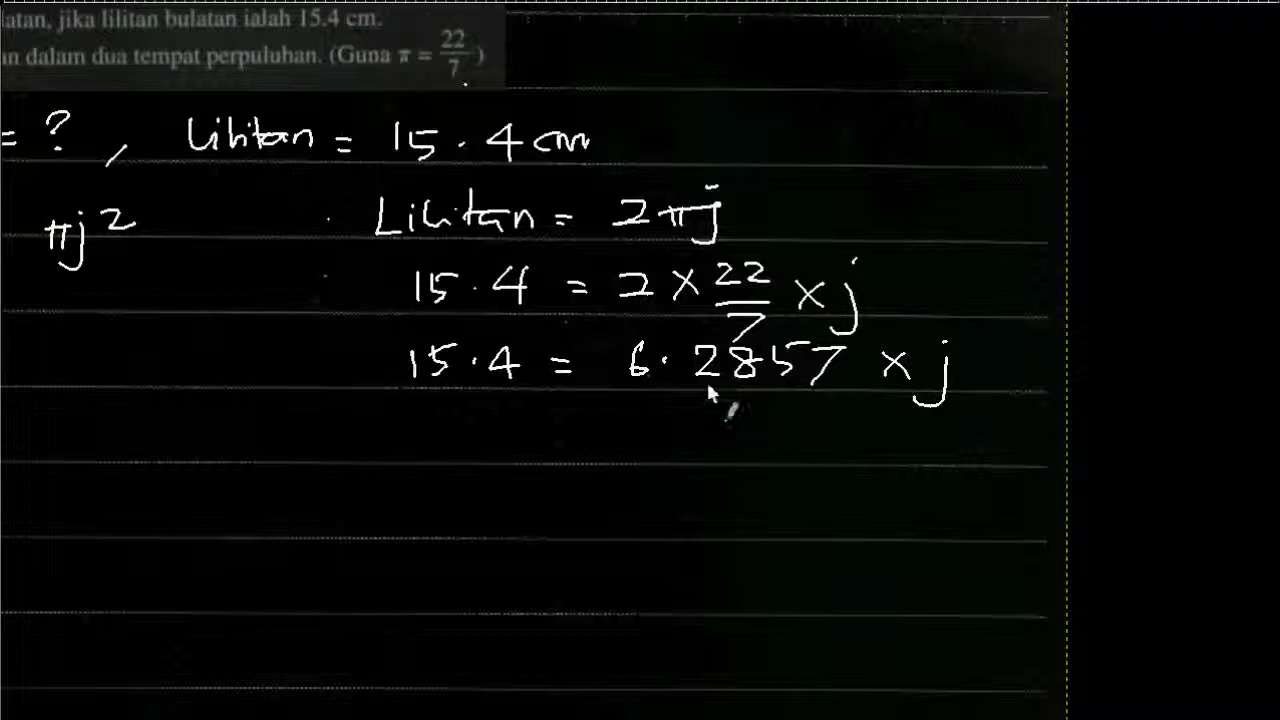 latan, jika lilitan bulatan ialah 15.4 cm.
an dalam dua tempat perpuluhan. (Guna π = 22/7)
= ? , Lilitan = 15.4 cm
πj²
Lilitan = 2πj
15.4 = 2 × 22/7 × j
15.4 = 6.2857 × j